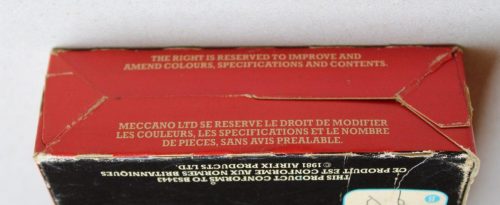 THE RIGHT IS RESERVED TO IMPROVE AND
AMEND COLOURS, SPECIFICATIONS AND CONTENTS.
MECCANO LTD SE RESERVE LE DROIT DE MODIFIER
LES COULEURS, LES SPECIFICATIONS ET LE NOMBRE
DE PIECES, SANS AVIS PREALABLE.
THIS PRODUCT CONFORMS TO BS3443
CE PRODUIT EST CONFORME AUX NORMES BRITANNIQUES
© 1981 AIRFIX PRODUCTS LTD.